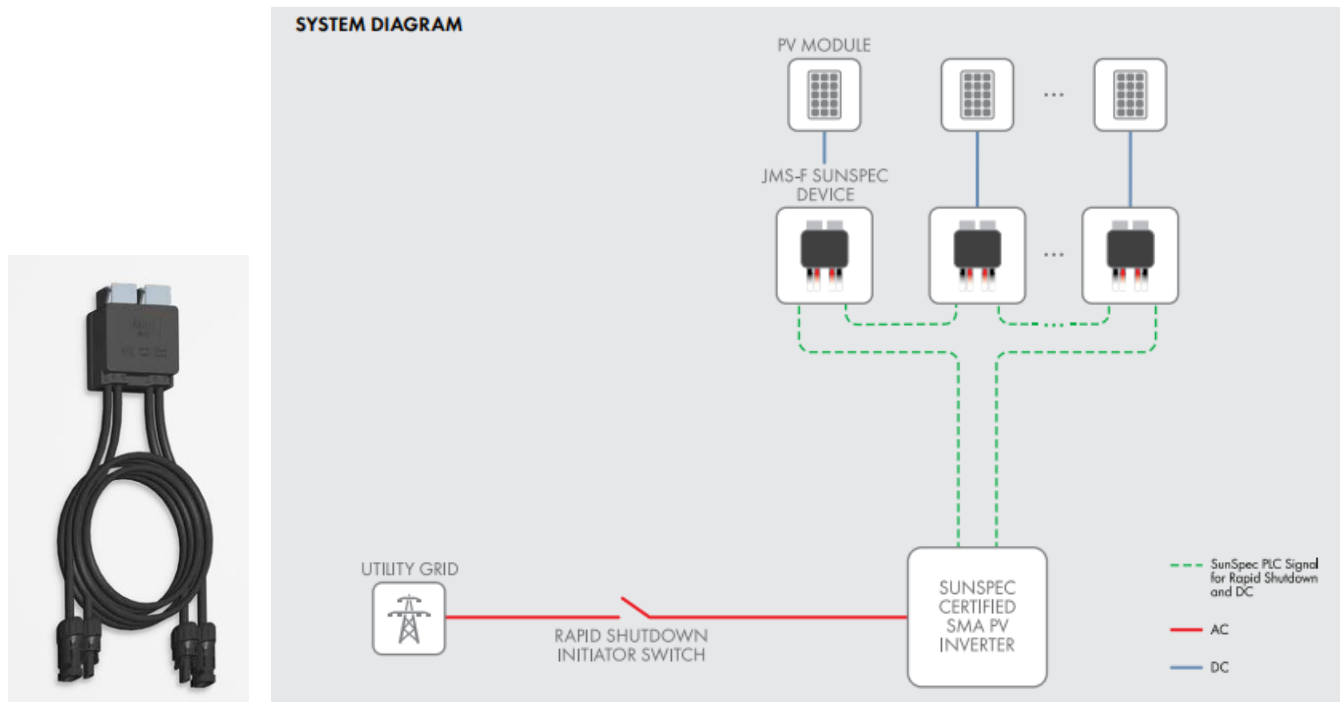 SYSTEM DIAGRAM
PV MODULE
...
JMS-F SUNSPEC
DEVICE
...
...
UTILITY GRID
RAPID SHUTDOWN
INITIATOR SWITCH
SUNSPEC
CERTIFIED
SMA PV
INVERTER
SunSpec PLC Signal
for Rapid Shutdown
and DC
AC
DC